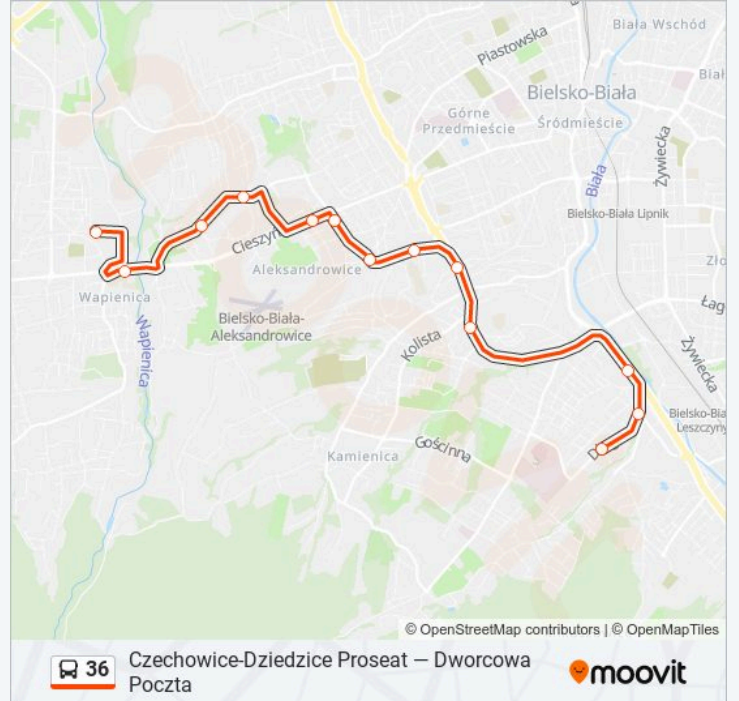 Biała Wschód
Piastowska
Bielsko-Biała
Biał
Górne
Przedmieście
Śródmieście
Żywiecka
Biała
Bielsko-Biała Lipnik
Cieszyń
Zło
Aleksandrowice
Wapienica
Bielsko-Biała-
Aleksandrowice
Łag
Wapienica
Kolista
Żywiecka
Bielsko-Bia
Leszczyny
Gościnna
Kamienica
D
© OpenStreetMap contributors | © OpenMapTiles
36
Czechowice-Dziedzice Proseat — Dworcowa
Poczta
moovit